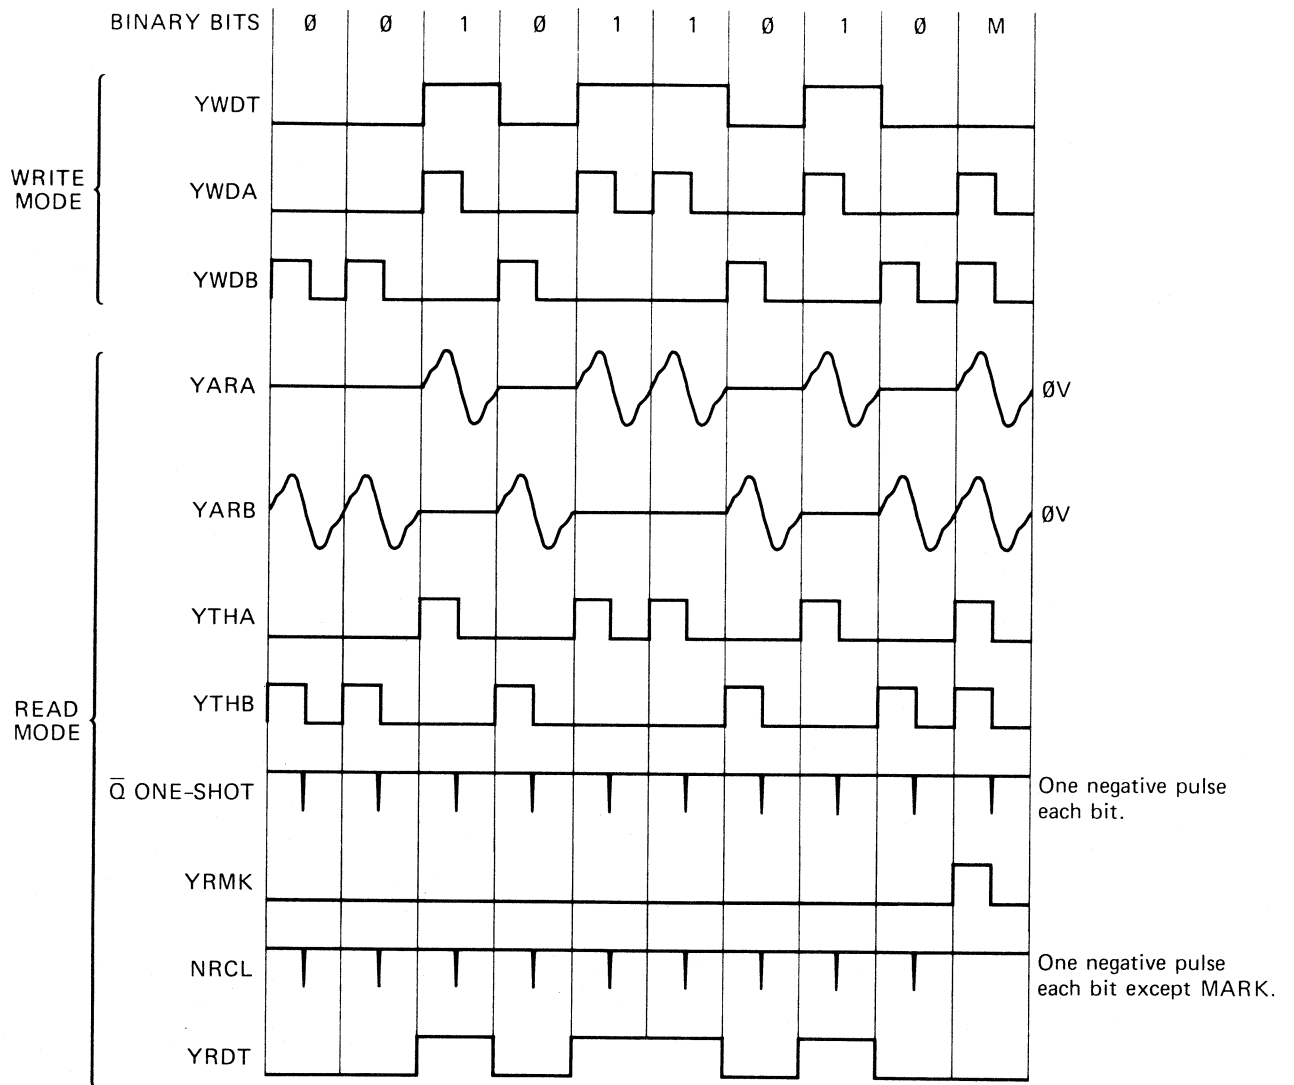 BINARY BITS Ø Ø 1 Ø 1 1 Ø 1 Ø M
YWDT
WRITE
MODE
YWDA
YWDB
YARA
ØV
YARB
ØV
YTHA
YTHB
READ
MODE
Q̅ ONE-SHOT
One negative pulse
each bit.
YRMK
NRCL
One negative pulse
each bit except MARK.
YRDT